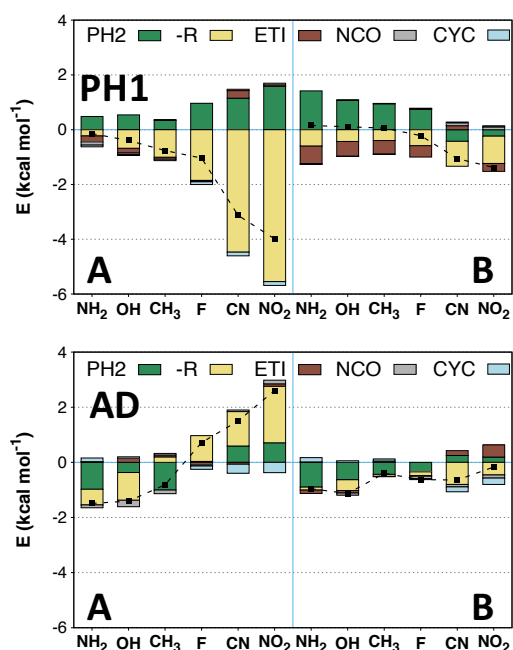 PH2 -R ETI NCO CYC
PH1
E (kcal mol⁻¹)
4
2
0
-2
-4
-6
A
B
NH₂ OH CH₃ F CN NO₂ NH₂ OH CH₃ F CN NO₂
PH2 -R ETI NCO CYC
AD
E (kcal mol⁻¹)
4
2
0
-2
-4
-6
A
B
NH₂ OH CH₃ F CN NO₂ NH₂ OH CH₃ F CN NO₂